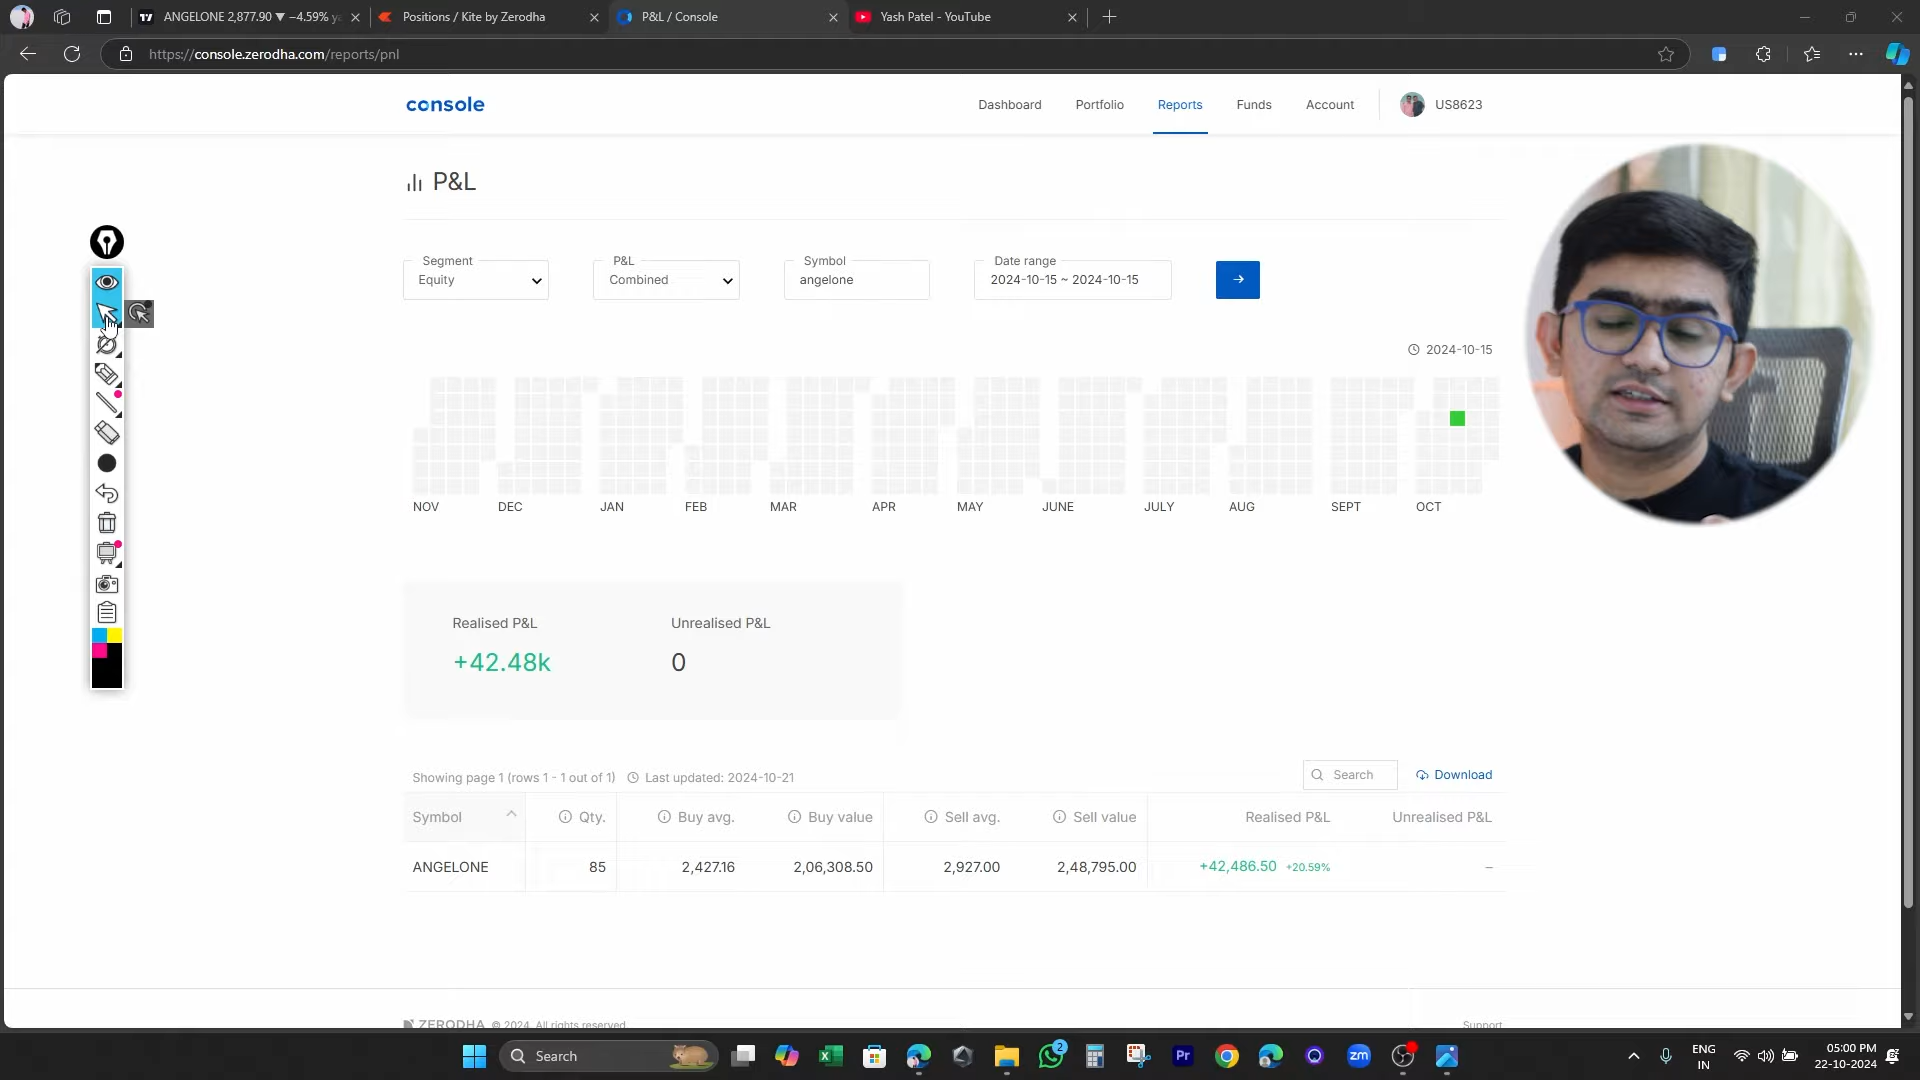 ANGELONE 2,877.90 ▼ −4.59%
Positions / Kite by Zerodha
P&L / Console
Yash Patel - YouTube
https://console.zerodha.com/reports/pnl
console
Dashboard
Portfolio
Reports
Funds
Account
US8623
P&L
Segment
Equity
P&L
Combined
Symbol
angelone
Date range
2024-10-15 ~ 2024-10-15
2024-10-15
NOV DEC JAN FEB MAR APR MAY JUNE JULY AUG SEPT OCT
Realised P&L
Unrealised P&L
+42.48k
0
Showing page 1 (rows 1 - 1 out of 1)
Last updated: 2024-10-21
Search
Download
Symbol Qty. Buy avg. Buy value Sell avg. Sell value Realised P&L Unrealised P&L
ANGELONE 85 2,427.16 2,06,308.50 2,927.00 2,48,795.00 +42,486.50 +20.59% –
ZERODHA © 2024. All rights reserved
Support
Search
2
Pr
zm
ENG
IN
05:00 PM
22-10-2024